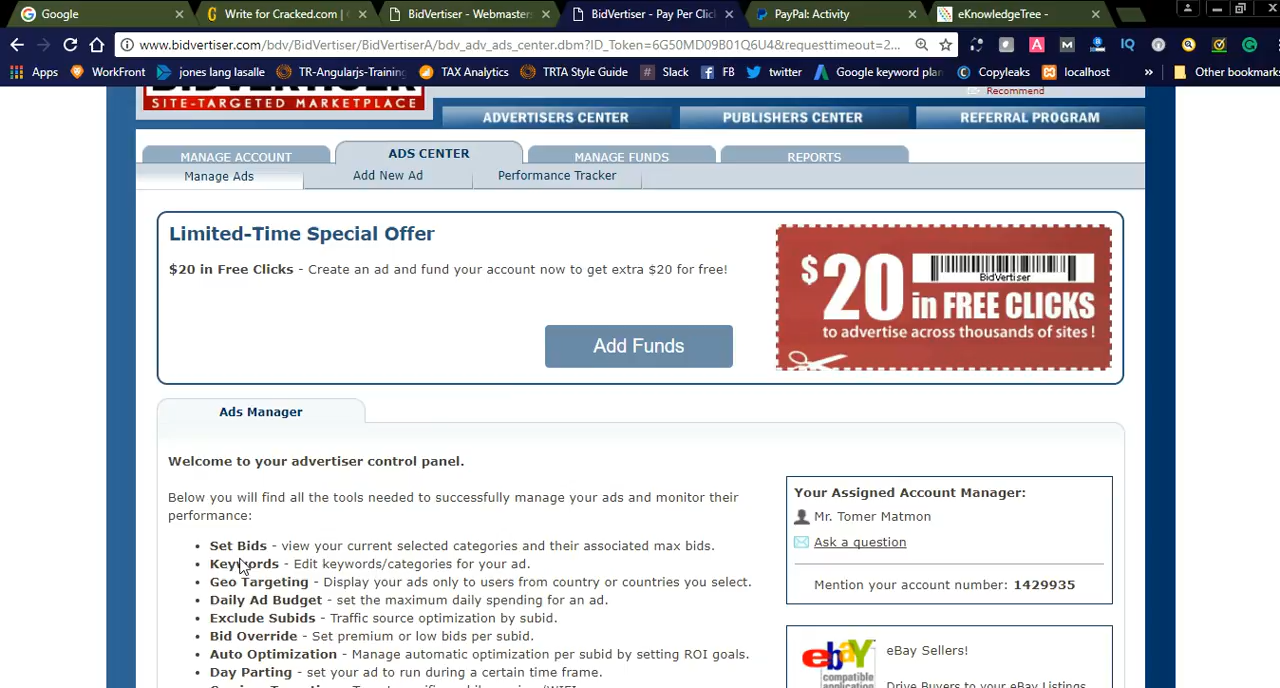 Google
Write for Cracked.com |
BidVertiser - Webmaster
BidVertiser - Pay Per Clic
PayPal: Activity
eKnowledgeTree -
www.bidvertiser.com/bdv/BidVertiser/BidVertiserA/bdv_adv_ads_center.dbm?ID_Token=6G50MD09B01Q6U4&requesttimeout=2...
Apps
WorkFront
jones lang lasalle
TR-Angularjs-Training
TAX Analytics
TRTA Style Guide
Slack
FB
twitter
Google keyword plan
Copyleaks
localhost
»
Other bookmarks
SITE-TARGETED MARKETPLACE
Recommend
ADVERTISERS CENTER
PUBLISHERS CENTER
REFERRAL PROGRAM
MANAGE ACCOUNT
ADS CENTER
MANAGE FUNDS
REPORTS
Manage Ads
Add New Ad
Performance Tracker
Limited-Time Special Offer
$20 in Free Clicks - Create an ad and fund your account now to get extra $20 for free!
Add Funds
BidVertiser
$20 in FREE CLICKS
to advertise across thousands of sites !
Ads Manager
Welcome to your advertiser control panel.
Below you will find all the tools needed to successfully manage your ads and monitor their
performance:
• Set Bids - view your current selected categories and their associated max bids.
• Keywords - Edit keywords/categories for your ad.
• Geo Targeting - Display your ads only to users from country or countries you select.
• Daily Ad Budget - set the maximum daily spending for an ad.
• Exclude Subids - Traffic source optimization by subid.
• Bid Override - Set premium or low bids per subid.
• Auto Optimization - Manage automatic optimization per subid by setting ROI goals.
• Day Parting - set your ad to run during a certain time frame.
Your Assigned Account Manager:
Mr. Tomer Matmon
Ask a question
Mention your account number: 1429935
ebay
compatible
application
eBay Sellers!
Drive Buyers to your eBay Listings